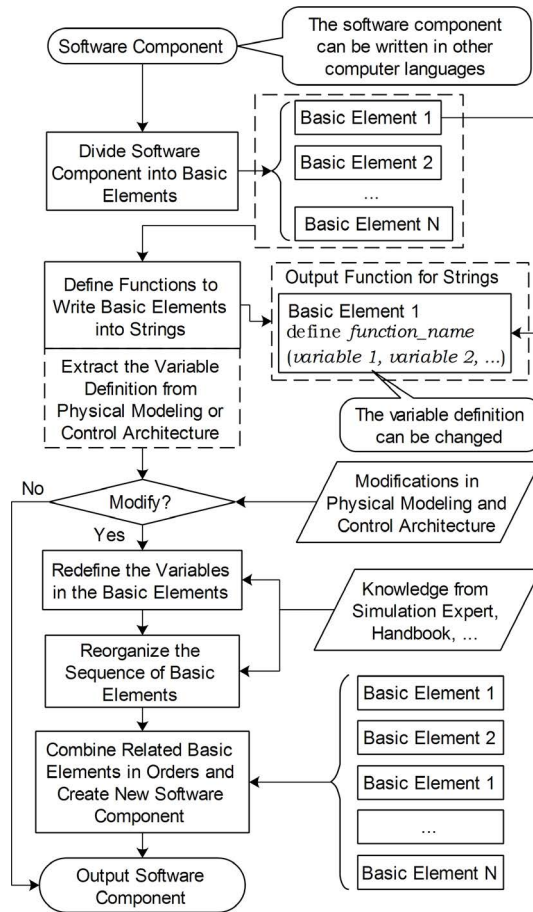 Software Component
The software component
can be written in other
computer languages
Divide Software
Component into Basic
Elements
Basic Element 1
Basic Element 2
...
Basic Element N
Define Functions to
Write Basic Elements
into Strings
Output Function for Strings
Basic Element 1
define function_name
(variable 1, variable 2, ...)
Extract the Variable
Definition from
Physical Modeling or
Control Architecture
The variable definition
can be changed
No
Modify?
Yes
Modifications in
Physical Modeling and
Control Architecture
Redefine the Variables
in the Basic Elements
Knowledge from
Simulation Expert,
Handbook, ...
Reorganize the
Sequence of Basic
Elements
Combine Related Basic
Elements in Orders and
Create New Software
Component
Basic Element 1
Basic Element 2
Basic Element 1
...
Basic Element N
Output Software
Component